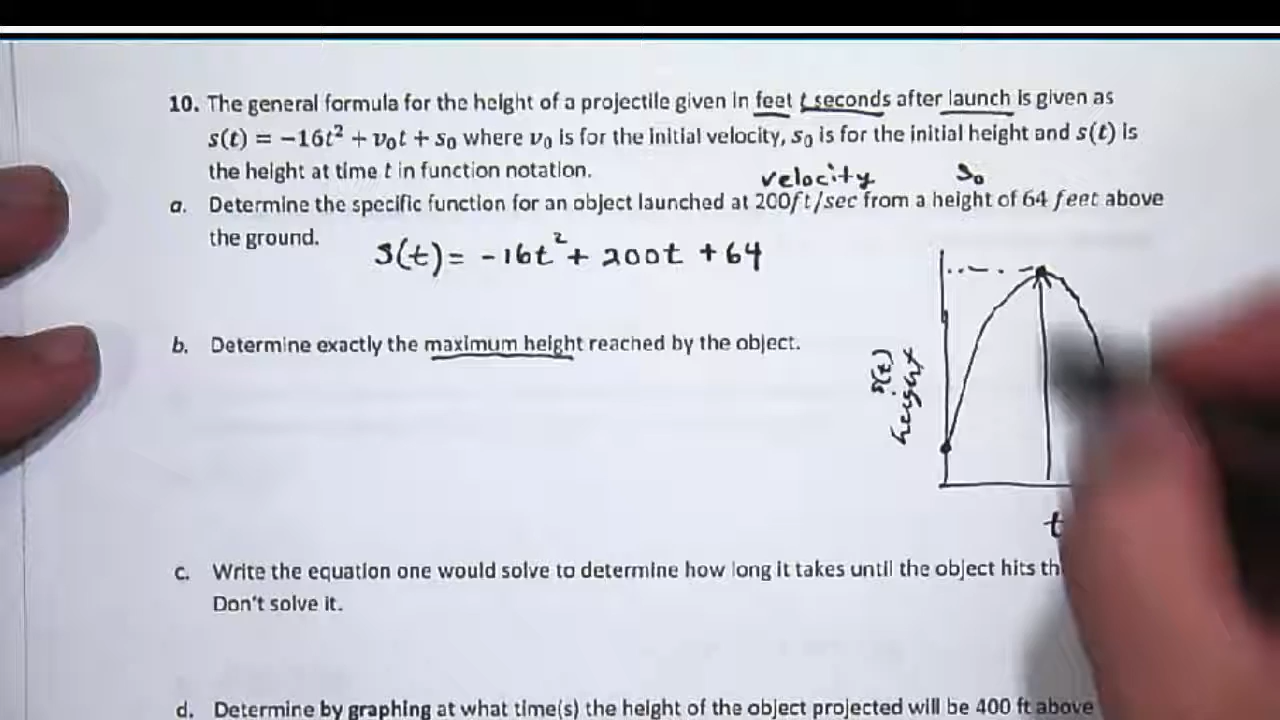 10. The general formula for the height of a projectile given in feet t seconds after launch is given as
s(t) = −16t² + v₀t + s₀ where v₀ is for the initial velocity, s₀ is for the initial height and s(t) is
the height at time t in function notation.
velocity s₀
a. Determine the specific function for an object launched at 200ft/sec from a height of 64 feet above
the ground.
s(t) = -16t² + 200t + 64
b. Determine exactly the maximum height reached by the object.
s(t)
height
t
c. Write the equation one would solve to determine how long it takes until the object hits
Don't solve it.
d. Determine by graphing at what time(s) the height of the object projected will be 400 ft above